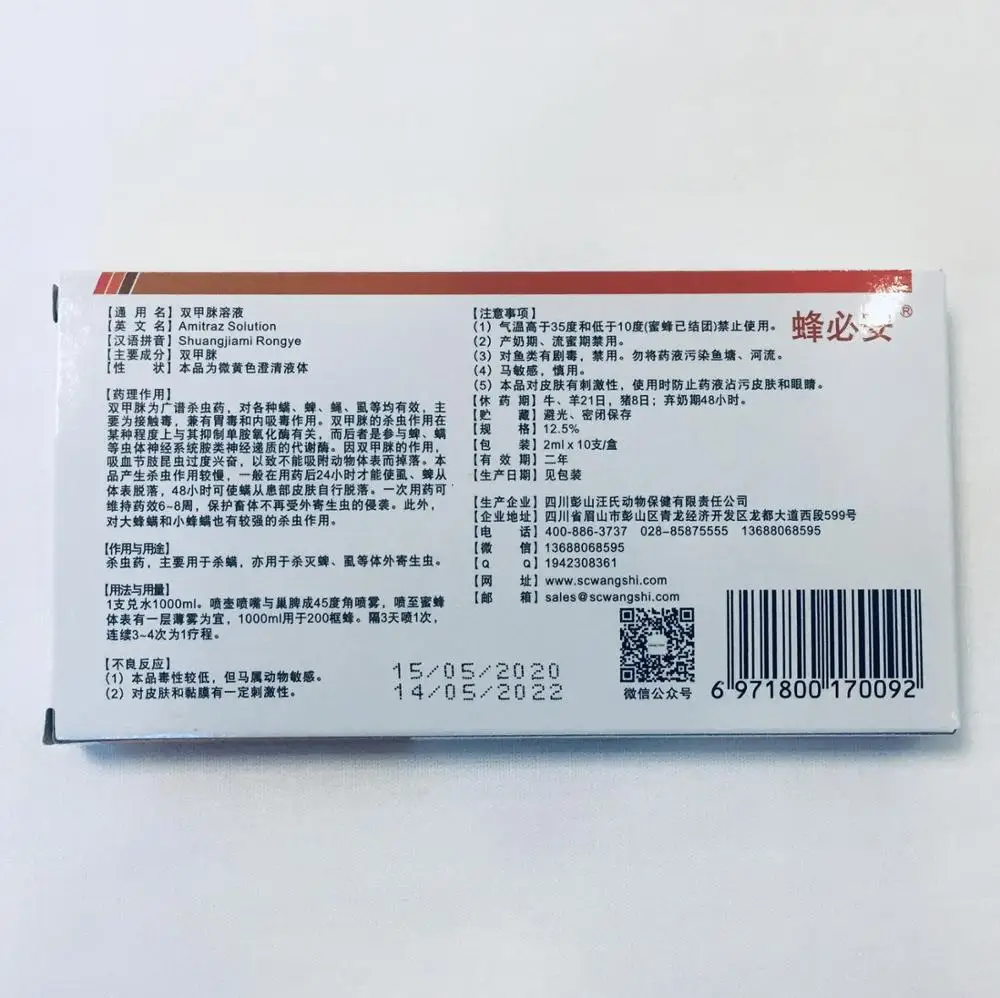 【通 用 名】双甲脒溶液
【英 文 名】Amitraz Solution
【汉语拼音】Shuangjiami Rongye
【主要成分】双甲脒
【性 状】本品为微黄色澄清液体
【药理作用】
双甲脒为广谱杀虫药，对各种螨、蜱、蝇、虱等均有效，主
要为接触毒，兼有胃毒和内吸毒作用。双甲脒的杀虫作用在
某种程度上与其抑制单胺氧化酶有关，而后者是参与蜱、螨
等虫体神经系统胺类神经递质的代谢酶。因双甲脒的作用，
吸血节肢昆虫过度兴奋，以致不能吸附动物体表而掉落。本
品产生杀虫作用较慢，一般在用药后24小时才能使虱、蜱从
体表脱落，48小时可使螨从患部皮肤自行脱落。一次用药可
维持药效6~8周，保护畜体不再受外寄生虫的侵袭。此外，
对大蜂螨和小蜂螨也有较强的杀虫作用。
【作用与用途】
杀虫药，主要用于杀螨，亦用于杀灭蜱、虱等体外寄生虫。
【用法与用量】
1支兑水1000ml。喷壶喷嘴与巢脾成45度角喷雾，喷至蜜蜂
体表有一层薄雾为宜，1000ml用于200框蜂。隔3天喷1次，
连续3~4次为1疗程。
【不良反应】
（1）本品毒性较低，但马属动物敏感。
（2）对皮肤和黏膜有一定刺激性。
15/05/2020
14/05/2022
【注意事项】
（1）气温高于35度和低于10度(蜜蜂已结团)禁止使用。
（2）产奶期、流蜜期禁用。
（3）对鱼类有剧毒，禁用。勿将药液污染鱼塘、河流。
（4）马敏感，慎用。
（5）本品对皮肤有刺激性，使用时防止药液沾污皮肤和眼睛。
【休 药 期】牛、羊21日，猪8日；弃奶期48小时。
【贮 藏】避光、密闭保存
【规 格】12.5%
【包 装】2ml x 10支/盒
【有 效 期】二年
【生产日期】见包装
【生产企业】四川彭山汪氏动物保健有限责任公司
【企业地址】四川省眉山市彭山区青龙经济开发区龙都大道西段599号
【电 话】400-886-3737 028-85875555 13688068595
【微 信】13688068595
【Q Q】1942308361
【网 址】www.scwangshi.com
【邮 箱】sales@scwangshi.com
蜂必安®
微信公众号
6 971800 170092